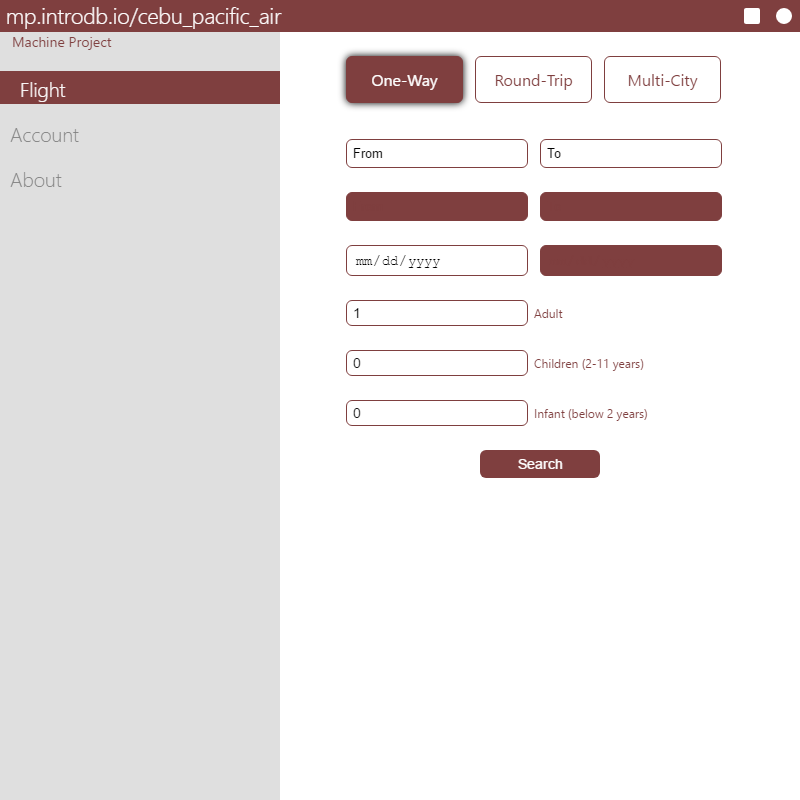 mp.introdb.io/cebu_pacific_air
Machine Project
Flight
Account
About
One-Way Round-Trip Multi-City
From To
mm/dd/yyyy
1 Adult
0 Children (2-11 years)
0 Infant (below 2 years)
Search